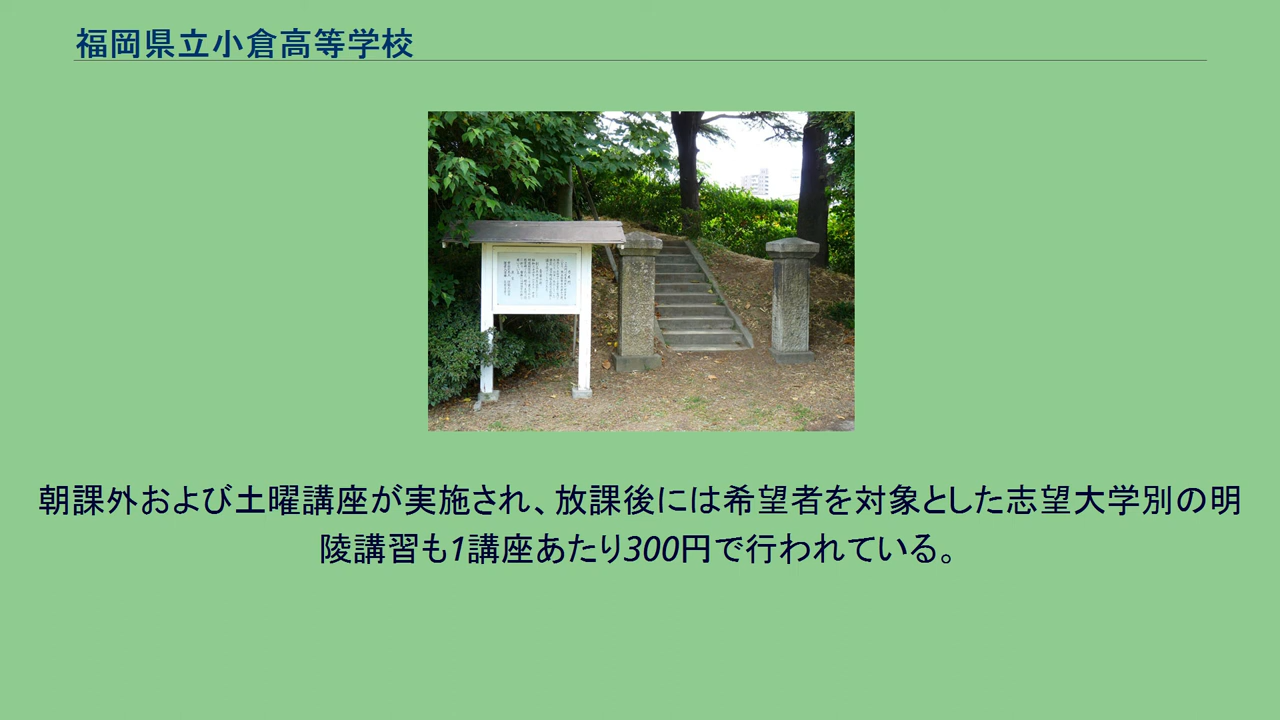 福岡県立小倉高等学校
朝課外および土曜講座が実施され、放課後には希望者を対象とした志望大学別の明
陵講習も1講座あたり300円で行われている。